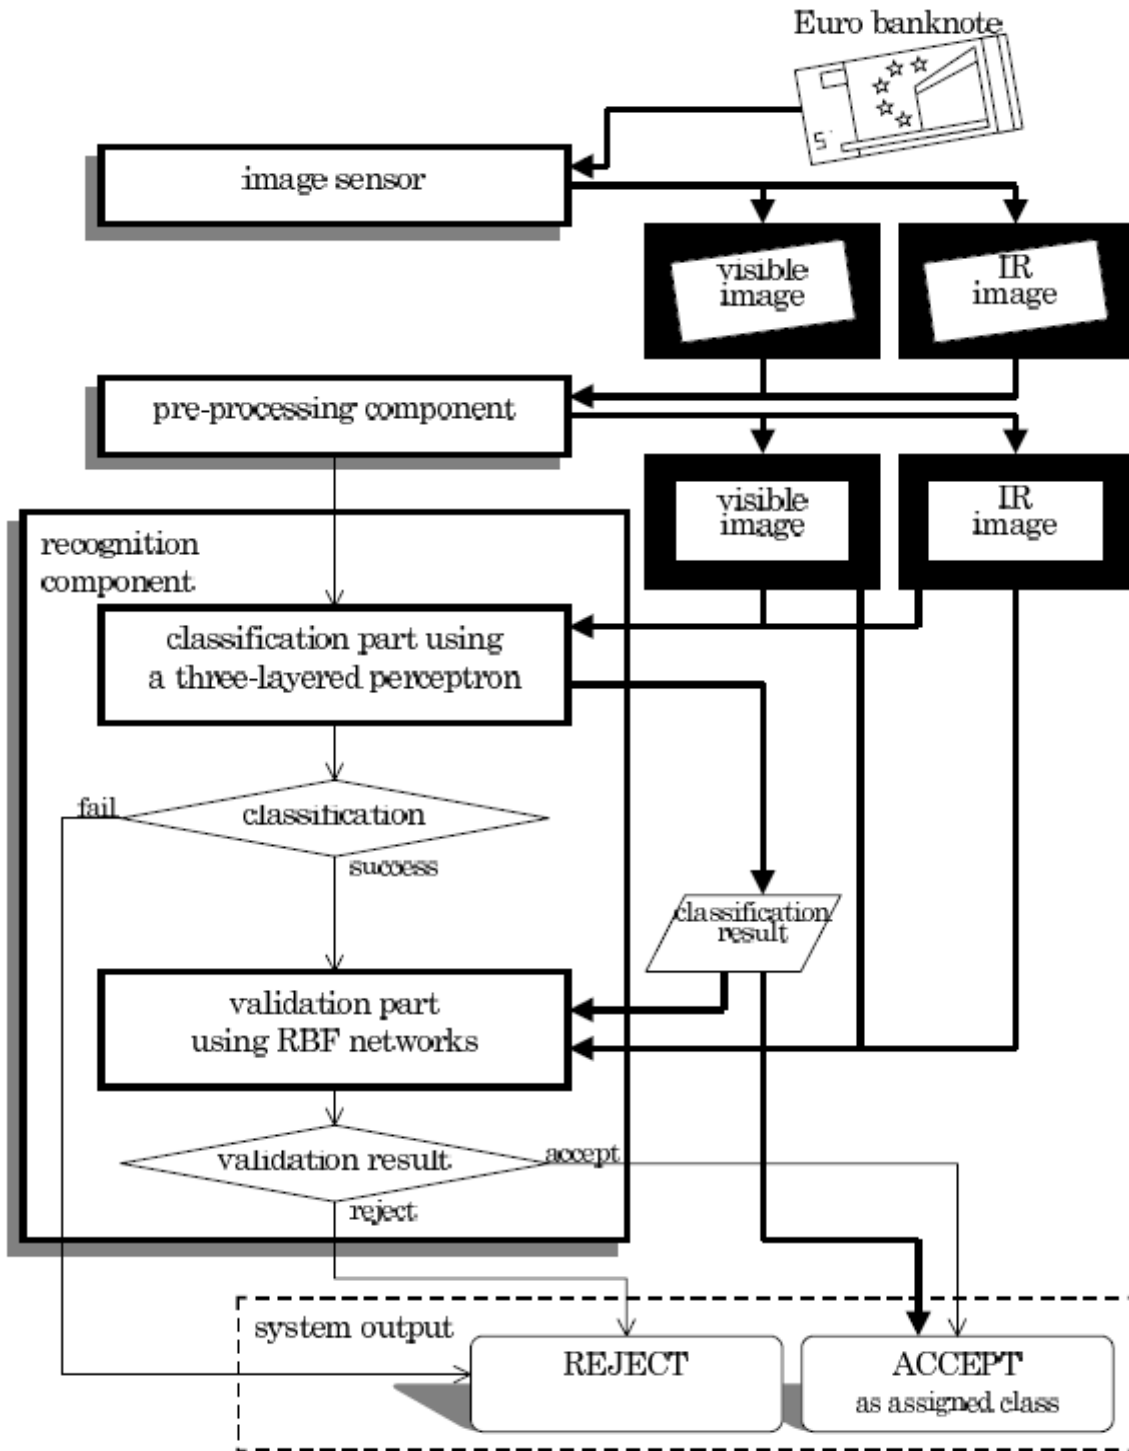 Euro banknote
5
image sensor
visible
image
IR
image
pre-processing component
visible
image
IR
image
recognition
component
classification part using
a three-layered perceptron
fail
classification
success
classification
result
validation part
using RBF networks
validation result
accept
reject
system output
REJECT
ACCEPT
as assigned class